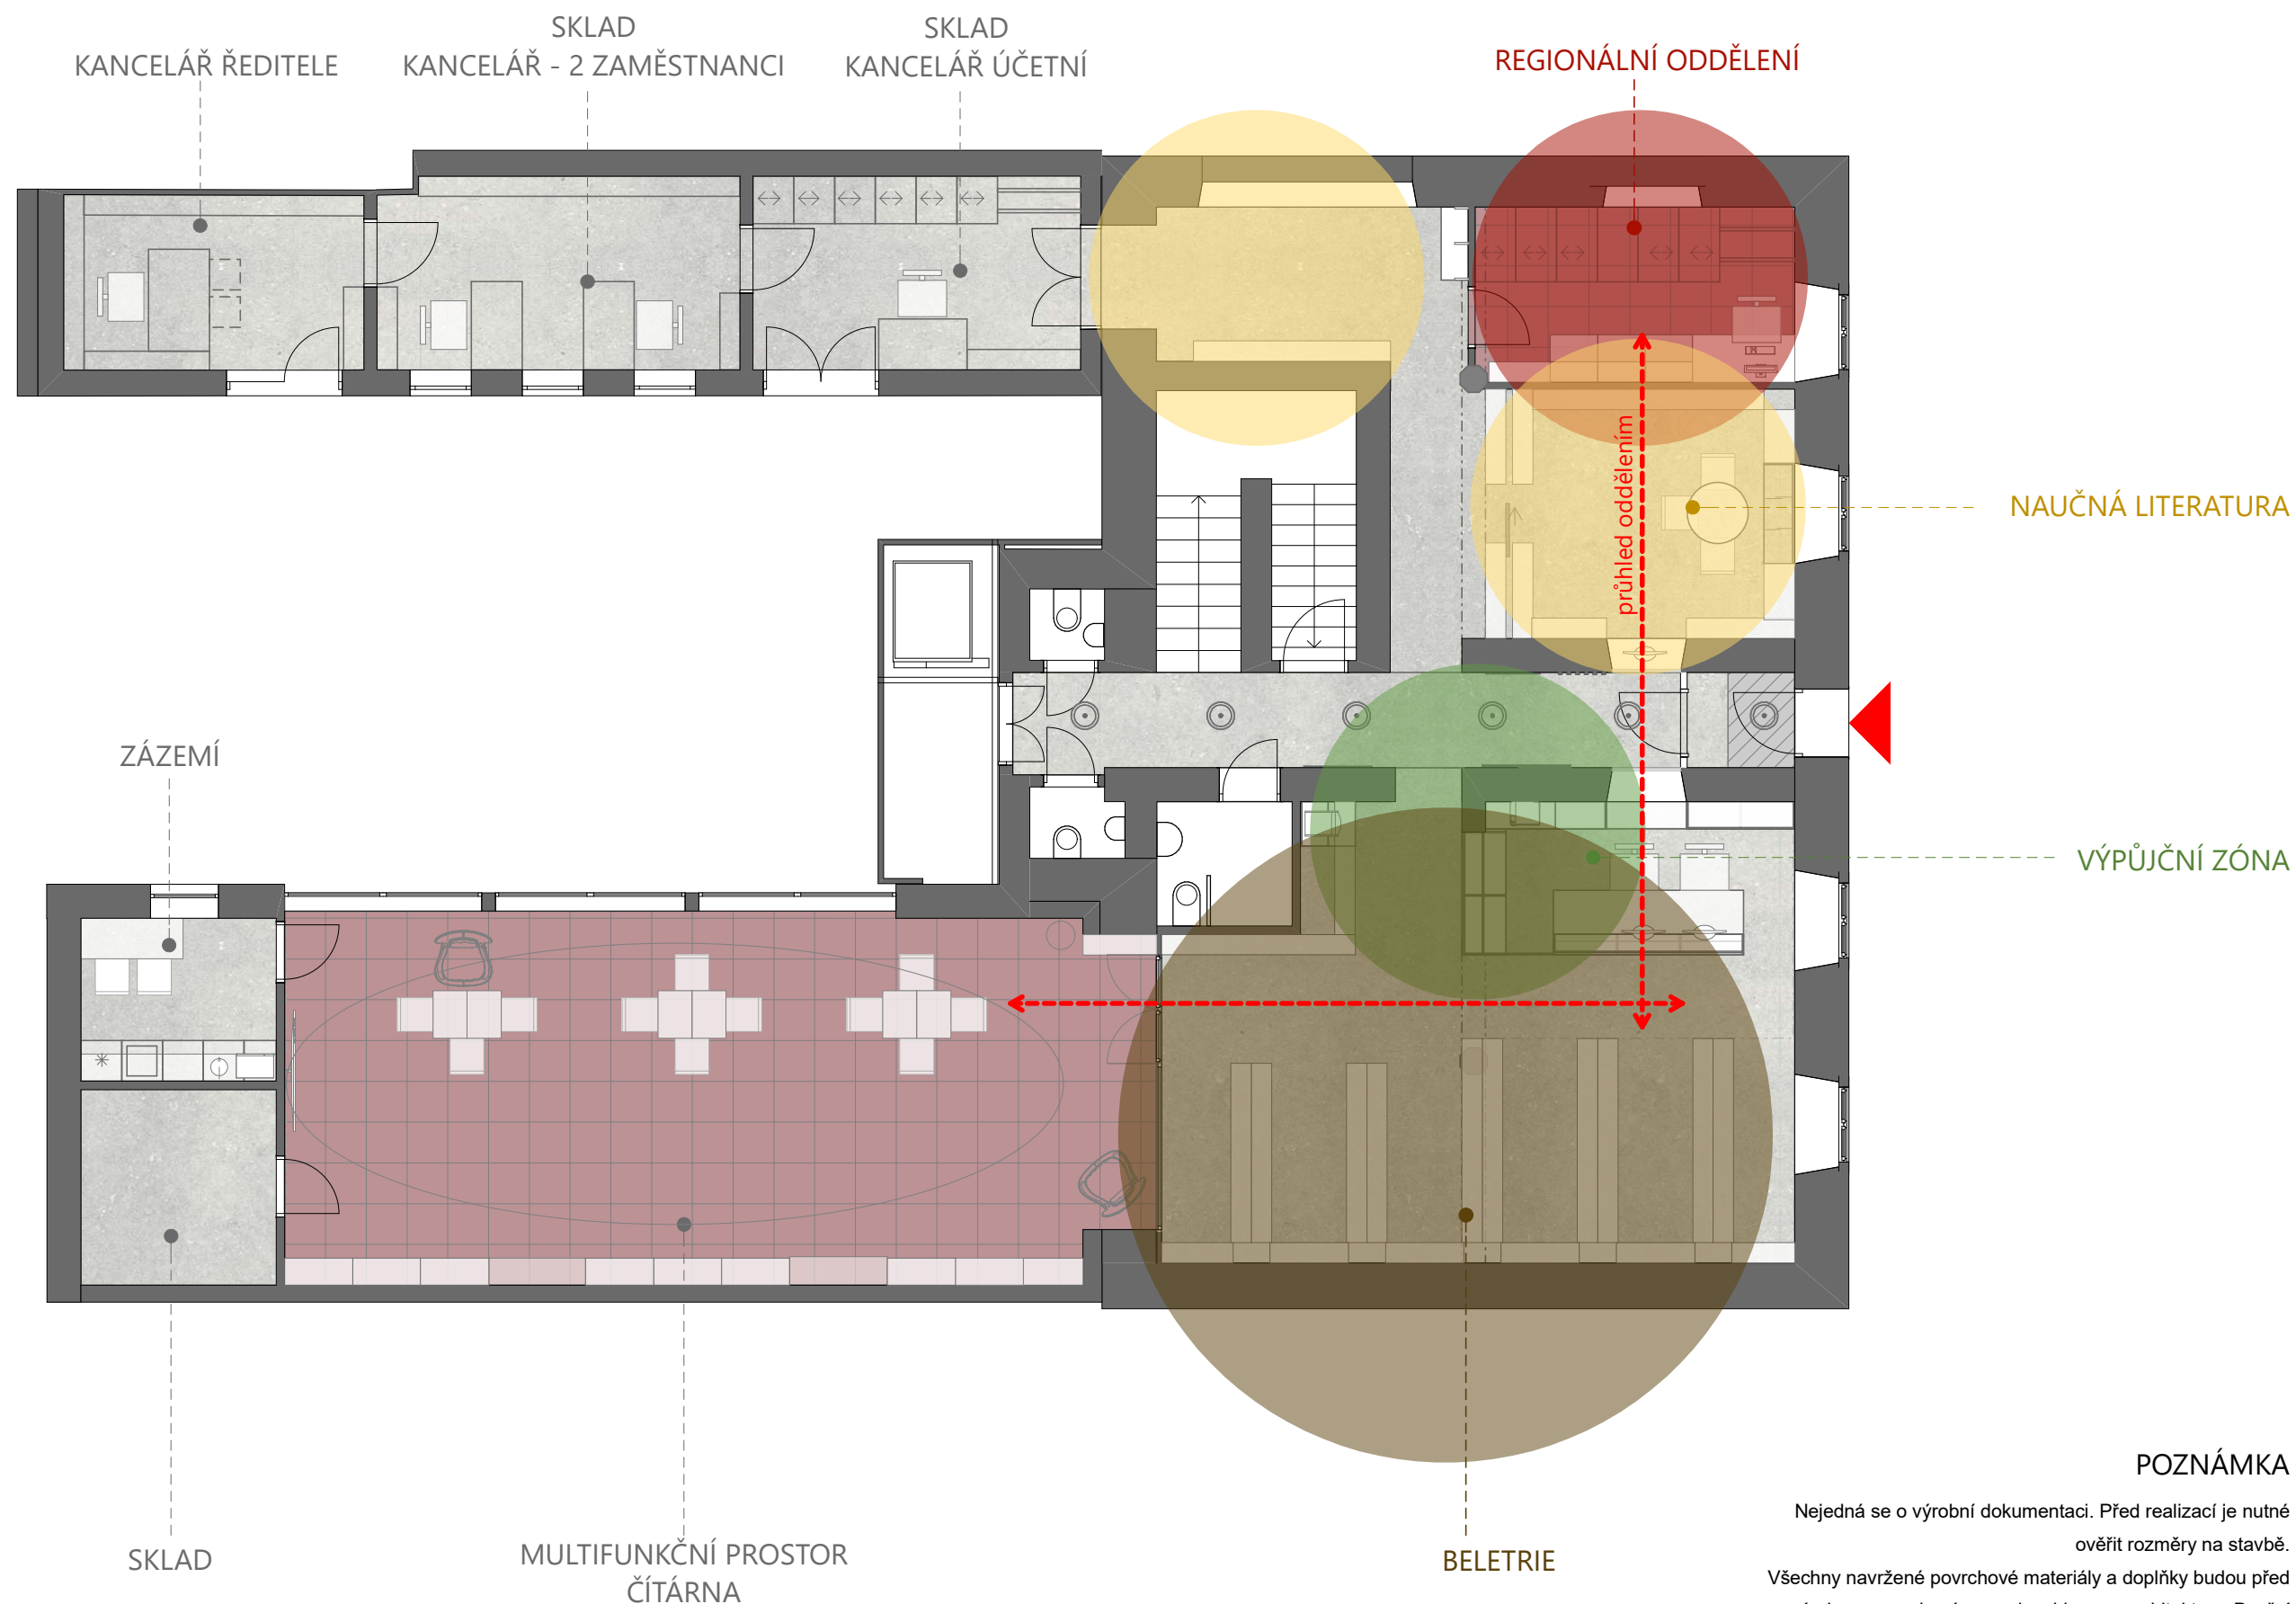 SKLAD
KANCELÁŘ ŘEDITELE
KANCELÁŘ - 2 ZAMĚSTNANCI
SKLAD
KANCELÁŘ ÚČETNÍ
REGIONÁLNÍ ODDĚLENÍ
průhled oddělením
NAUČNÁ LITERATURA
ZÁZEMÍ
VÝPŮJČNÍ ZÓNA
SKLAD
MULTIFUNKČNÍ PROSTOR
ČÍTÁRNA
BELETRIE
POZNÁMKA
Nejedná se o výrobní dokumentaci. Před realizací je nutné
ověřit rozměry na stavbě.
Všechny navržené povrchové materiály a doplňky budou před